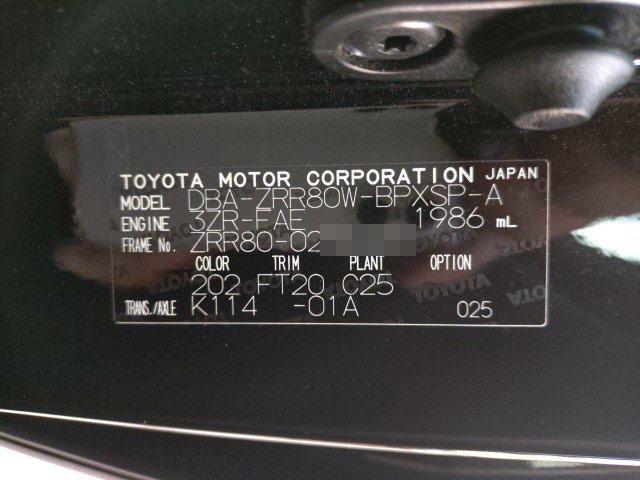 TOYOTA MOTOR CORPORATION JAPAN
MODEL DBA-ZRR80W-BPXSP-A
ENGINE 3ZR-FAE 1986 mL
FRAME No. ZRR80-02
COLOR TRIM PLANT OPTION
202 FT20 C25
TRANS./AXLE K114 -01A 025